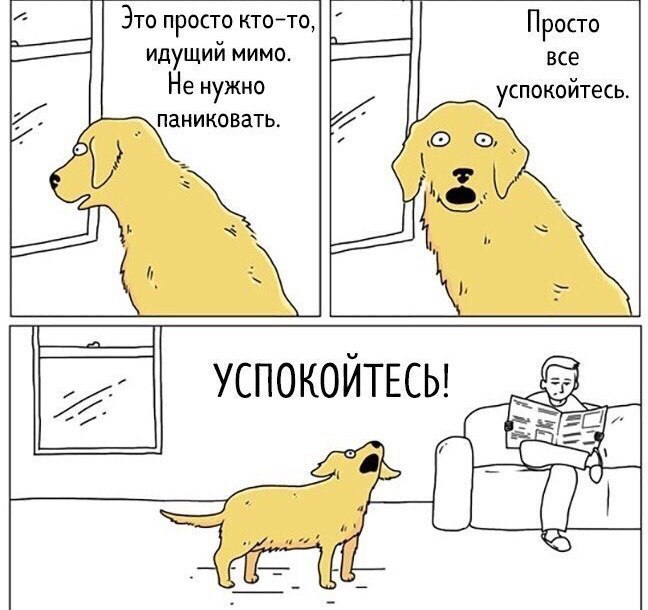 Это просто кто-то,
идущий мимо.
Не нужно
паниковать.
Просто
все
успокойтесь.
УСПОКОЙТЕСЬ!